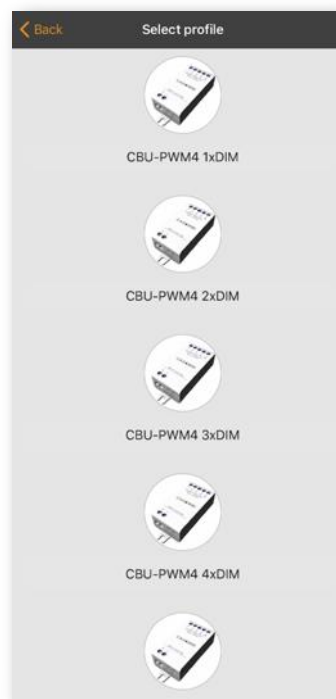 Back
Select profile
CBU-PWM4 1xDIM
CBU-PWM4 2xDIM
CBU-PWM4 3xDIM
CBU-PWM4 4xDIM